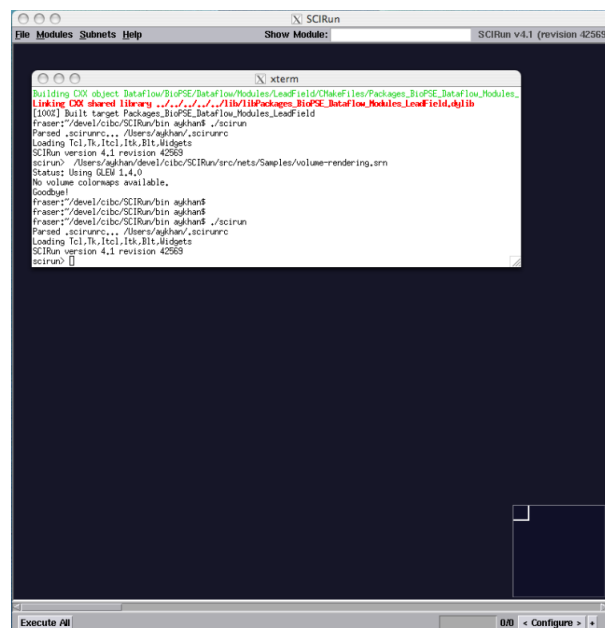 SCIRun
File Modules Subnets Help Show Module: SCIRun v4.1 (revision 42569
xterm
Building CXX object Dataflow/BioPSE/Dataflow/Modules/LeadField/CMakeFiles/Packages_BioPSE_Dataflow_Modules_
Linking CXX shared library ../../../../../lib/libPackages_BioPSE_Dataflow_Modules_LeadField.dylib
[100%] Built target Packages_BioPSE_Dataflow_Modules_LeadField
fraser:~/devel/cibc/SCIRun/bin aykhan$ ./scirun
Parsed .scirunrc... /Users/aykhan/.scirunrc
Loading Tcl,Tk,Itcl,Itk,Blt,Widgets
SCIRun version 4.1 revision 42569
scirun> /Users/aykhan/devel/cibc/SCIRun/src/nets/Samples/volume-rendering.srn
Status: Using GLEW 1.4.0
No volume colormaps available.
Goodbye!
fraser:~/devel/cibc/SCIRun/bin aykhan$
fraser:~/devel/cibc/SCIRun/bin aykhan$
fraser:~/devel/cibc/SCIRun/bin aykhan$ ./scirun
Parsed .scirunrc... /Users/aykhan/.scirunrc
Loading Tcl,Tk,Itcl,Itk,Blt,Widgets
SCIRun version 4.1 revision 42569
scirun>
Execute All 0/0 < Configure > +